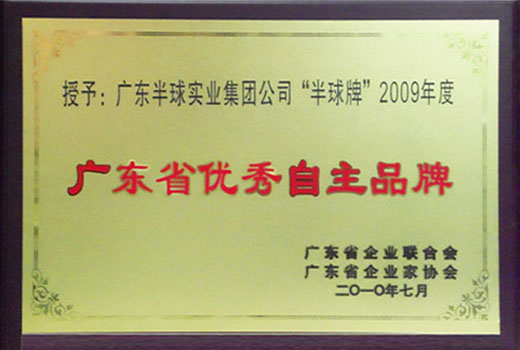 授予：广东半球实业集团公司“半球牌”2009年度
广东省优秀自主品牌
广东省企业联合会
广东省企业家协会
二〇一〇年七月